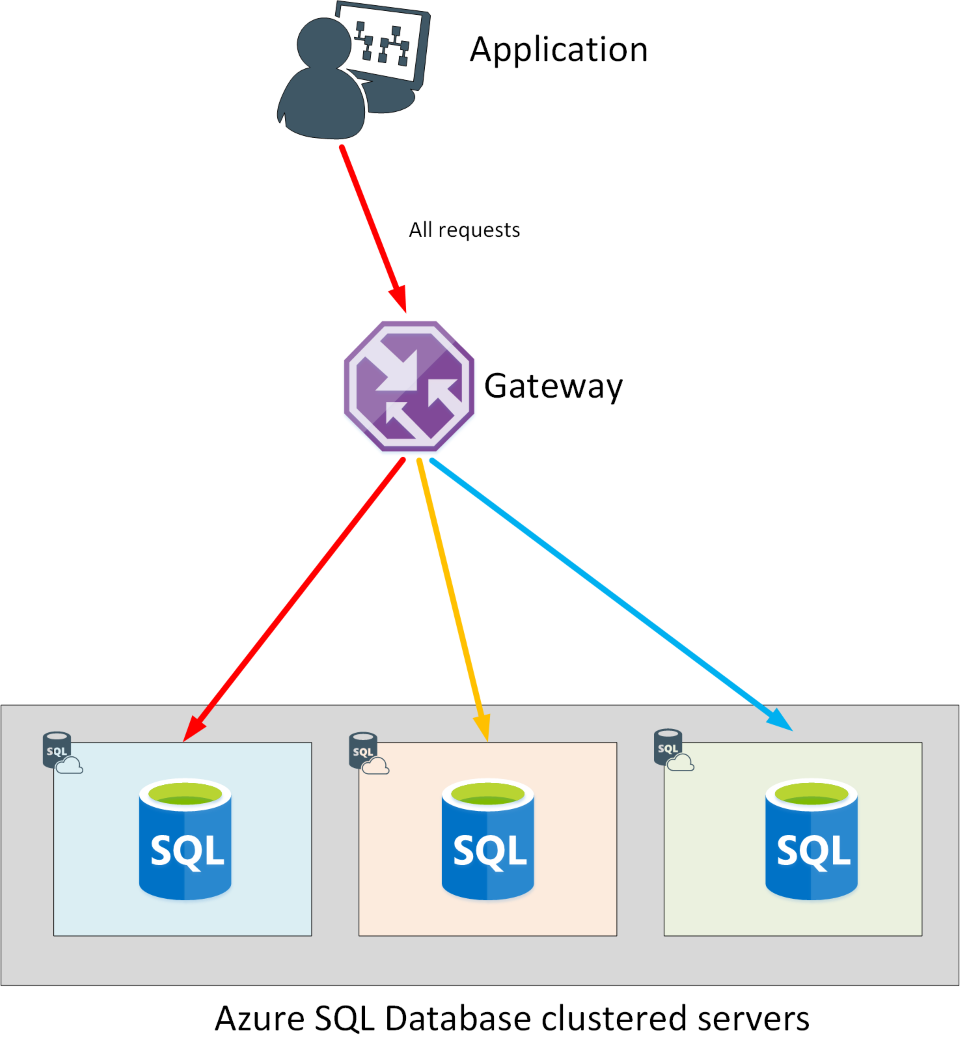 Application
All requests
Gateway
SQL
SQL
SQL
SQL
SQL
SQL
Azure SQL Database clustered servers